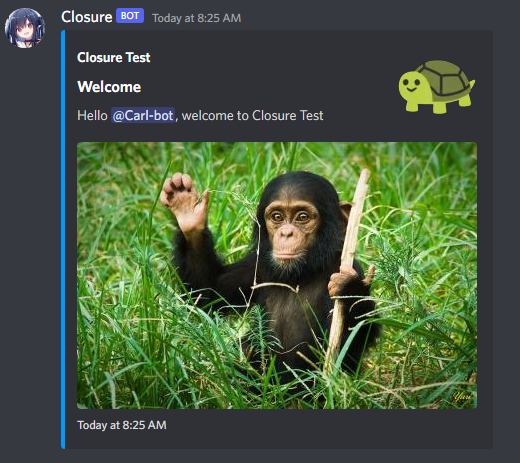 Closure BOT Today at 8:25 AM
Closure Test
Welcome
Hello @Carl-bot, welcome to Closure Test
Yuri
Today at 8:25 AM